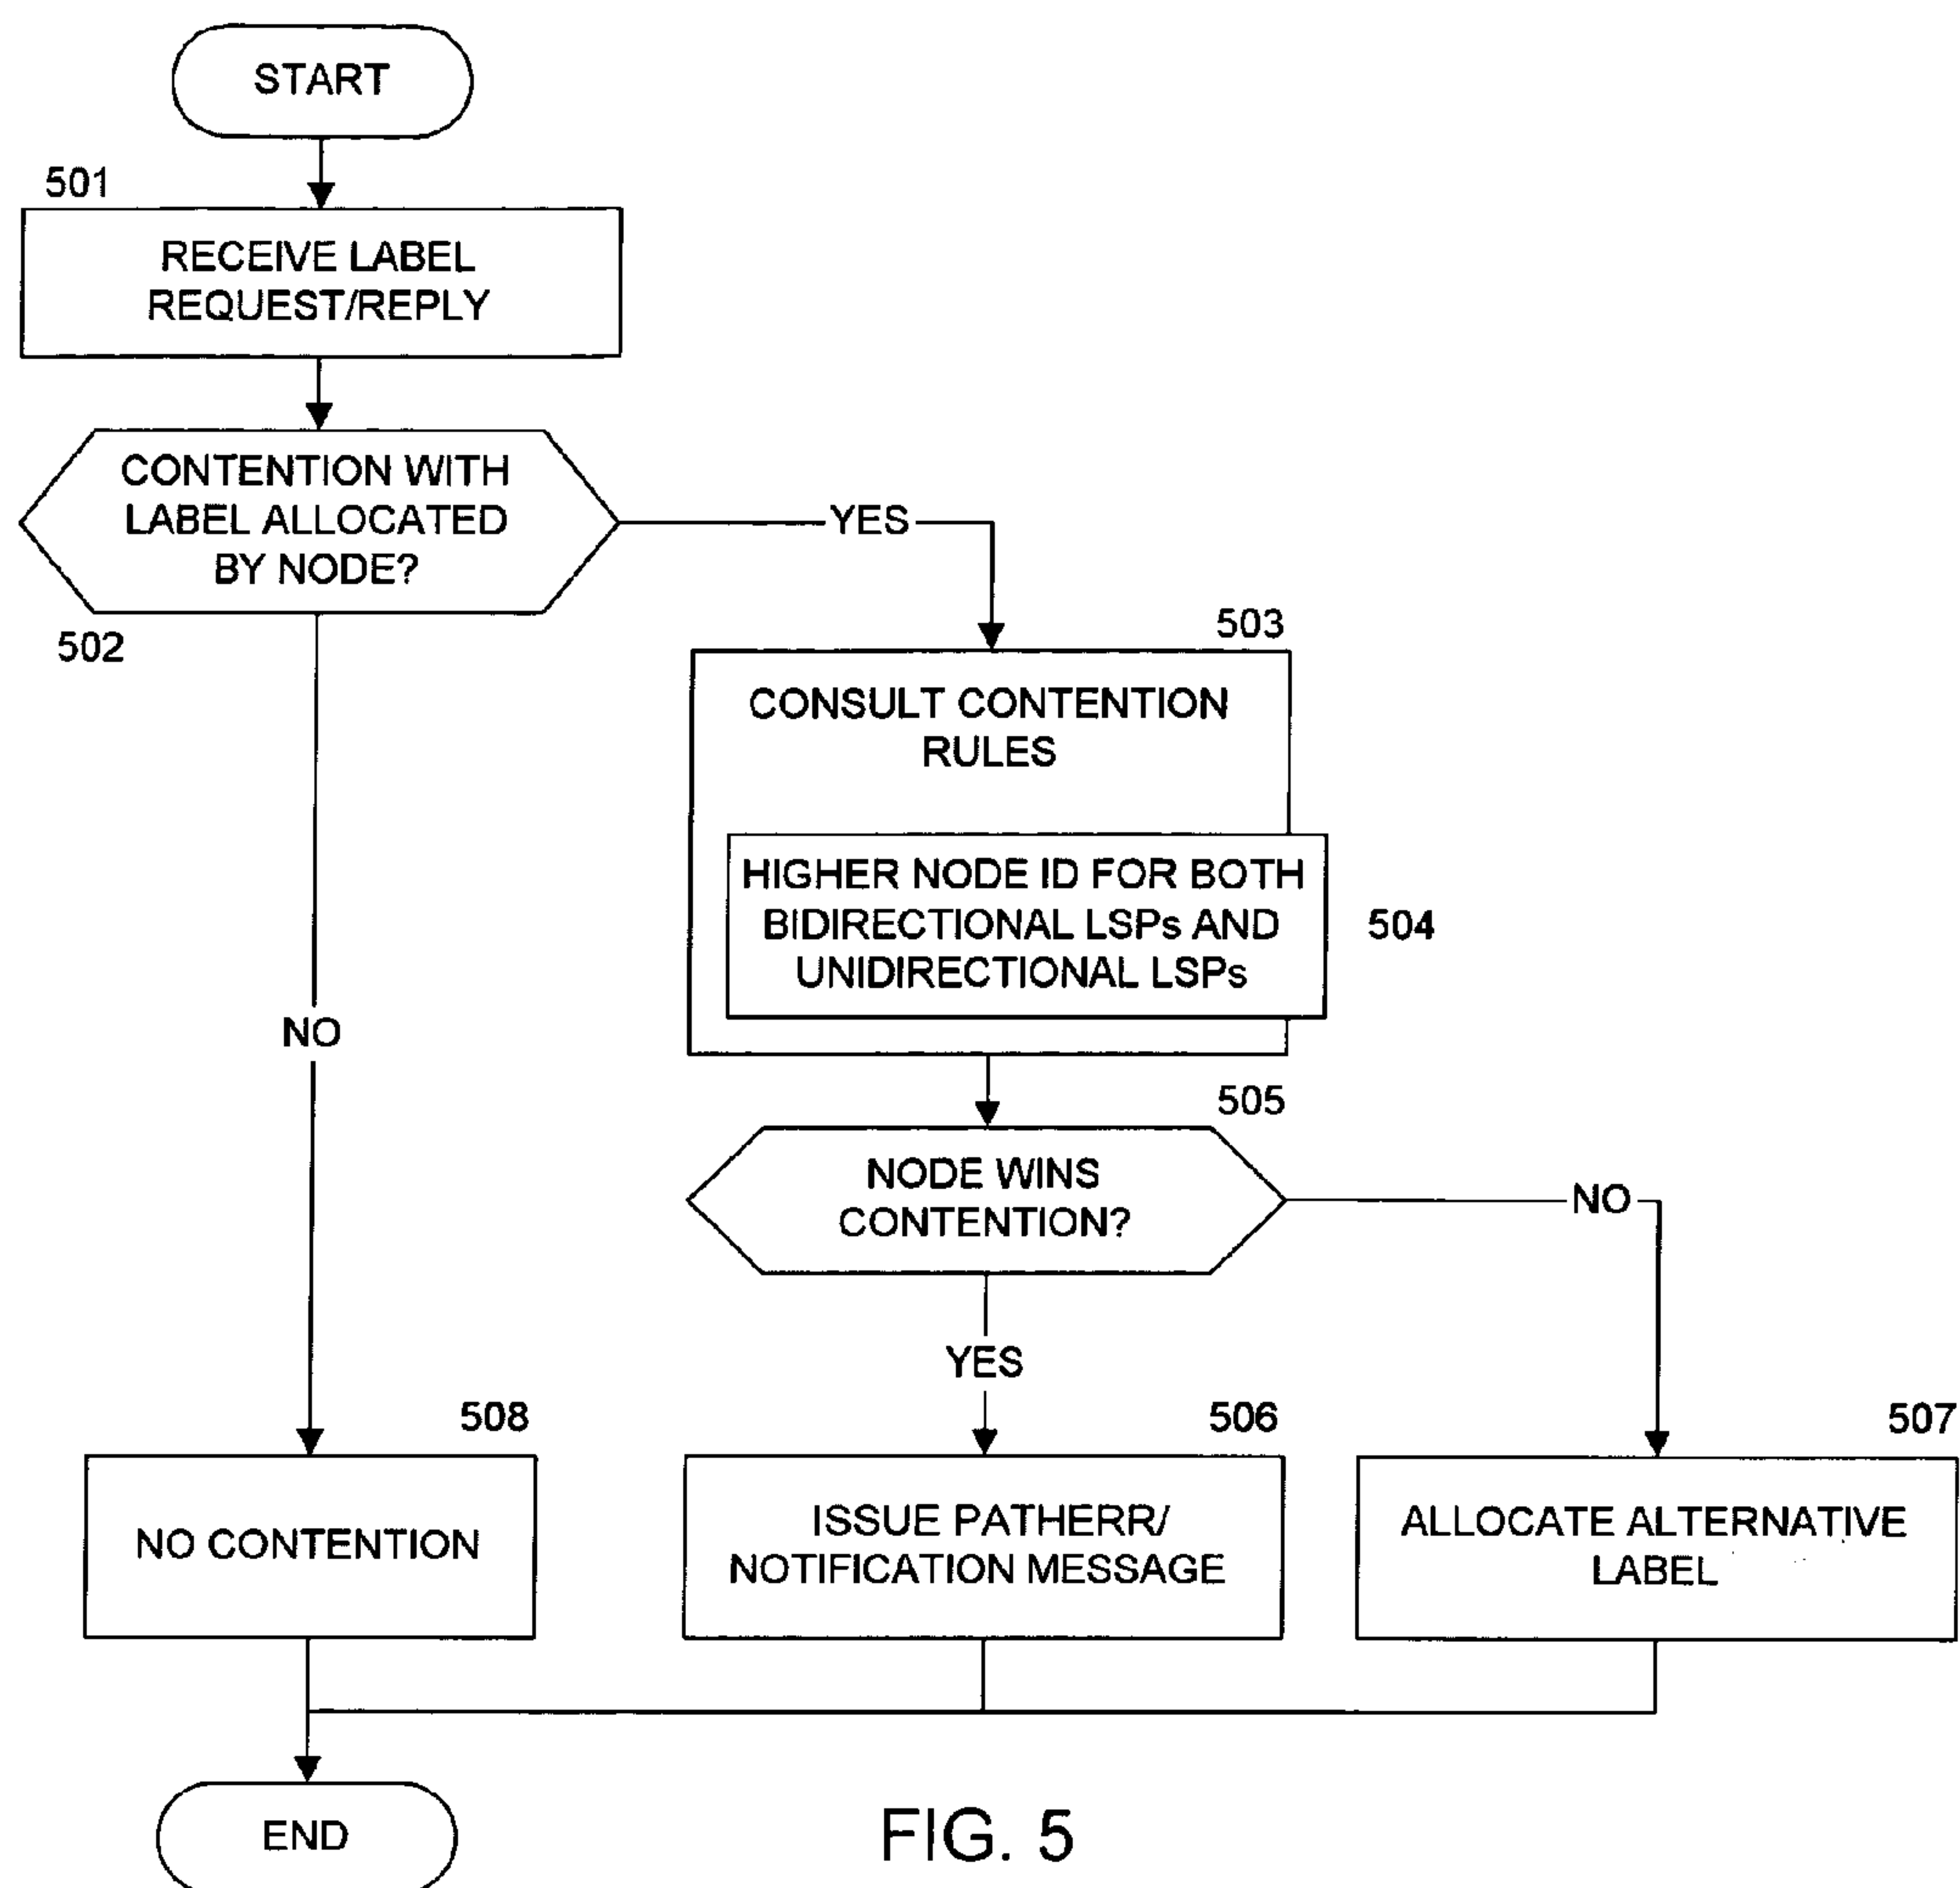 START
501
RECEIVE LABEL
REQUEST/REPLY
CONTENTION WITH
LABEL ALLOCATED
BY NODE?
YES
502
503
CONSULT CONTENTION
RULES
HIGHER NODE ID FOR BOTH
BIDIRECTIONAL LSPs AND
UNIDIRECTIONAL LSPs
504
NO
505
NODE WINS
CONTENTION?
NO
YES
508
506
507
NO CONTENTION
ISSUE PATHERR/
NOTIFICATION MESSAGE
ALLOCATE ALTERNATIVE
LABEL
END
FIG. 5